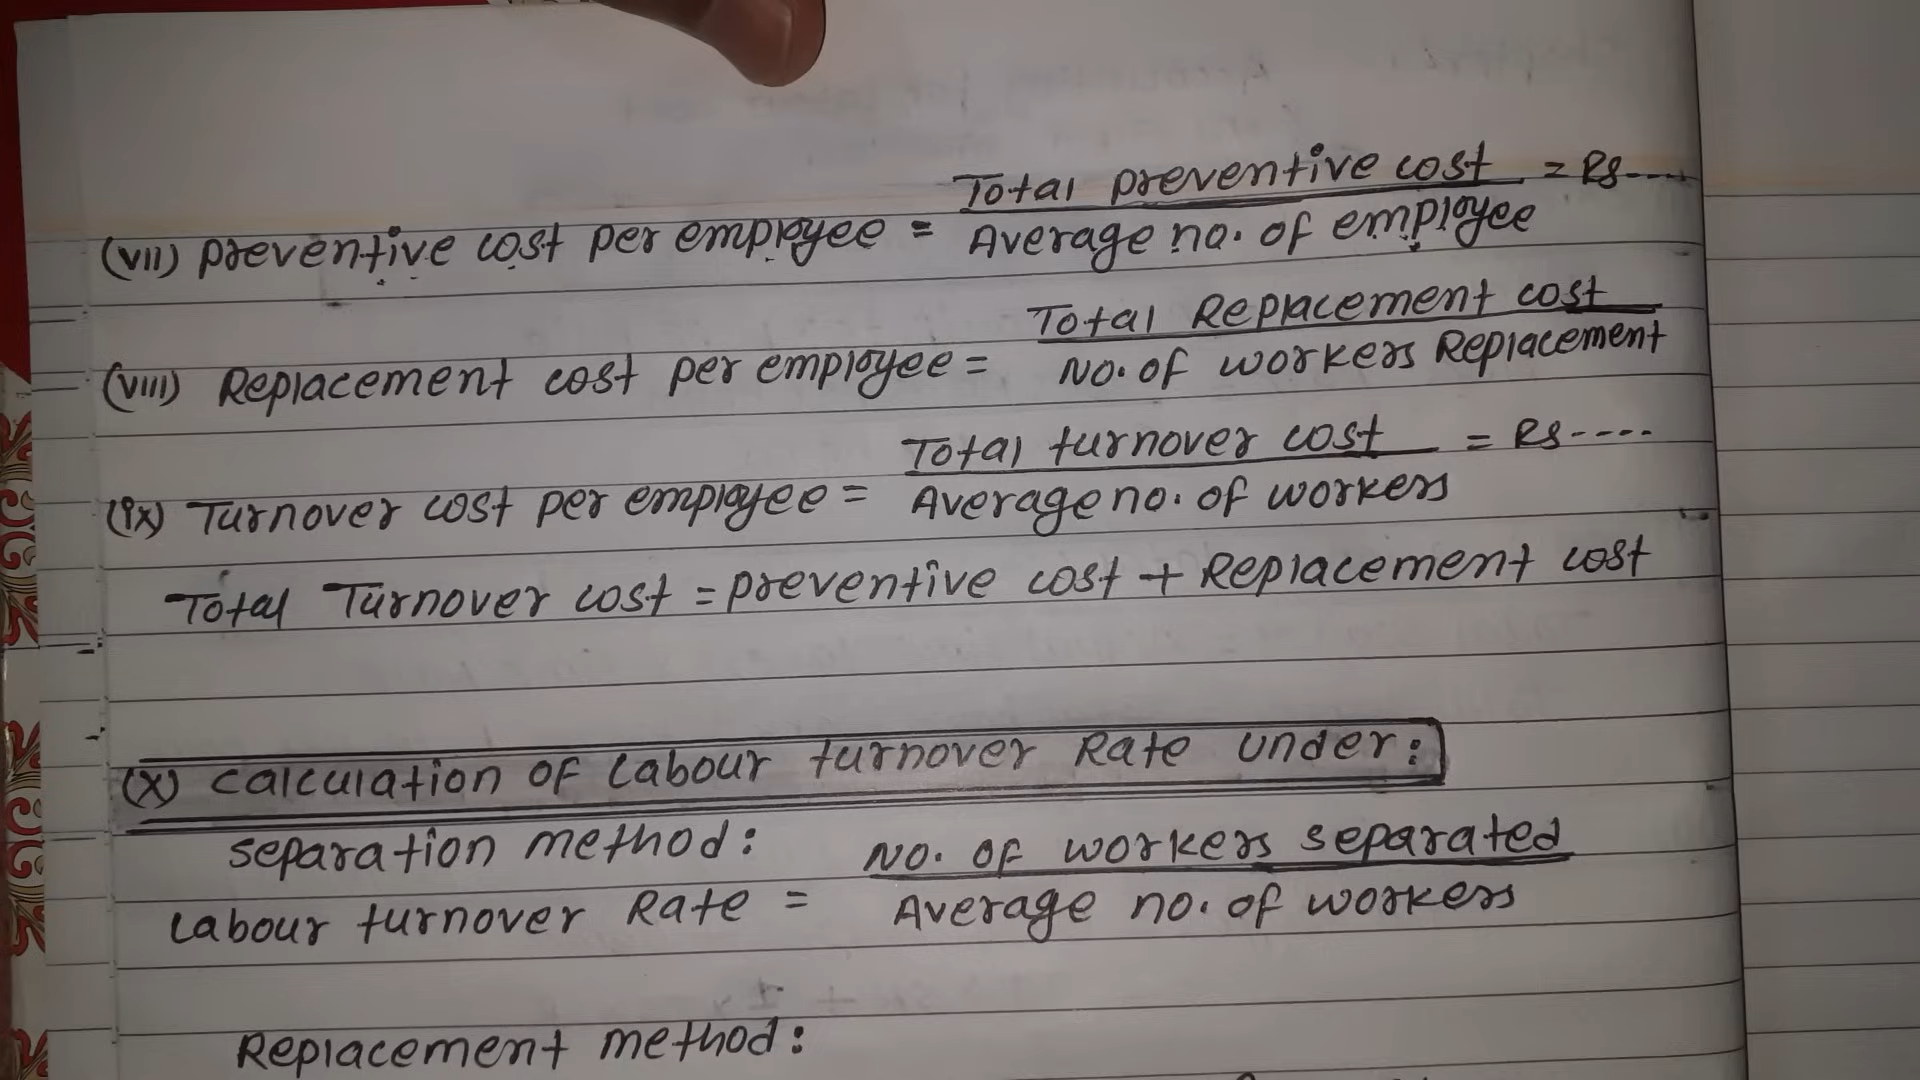 Total preventive cost = Rs----
(vii) preventive cost per employee = Average no. of employee
Total Replacement cost
(viii) Replacement cost per employee = No. of workers Replacement
Total turnover cost = Rs----
(ix) Turnover cost per employee = Average no. of workers
Total Turnover cost = preventive cost + Replacement cost
(x) calculation of Labour turnover Rate under:
separation method: No. of workers separated
Labour turnover Rate = Average no. of workers
Replacement method: